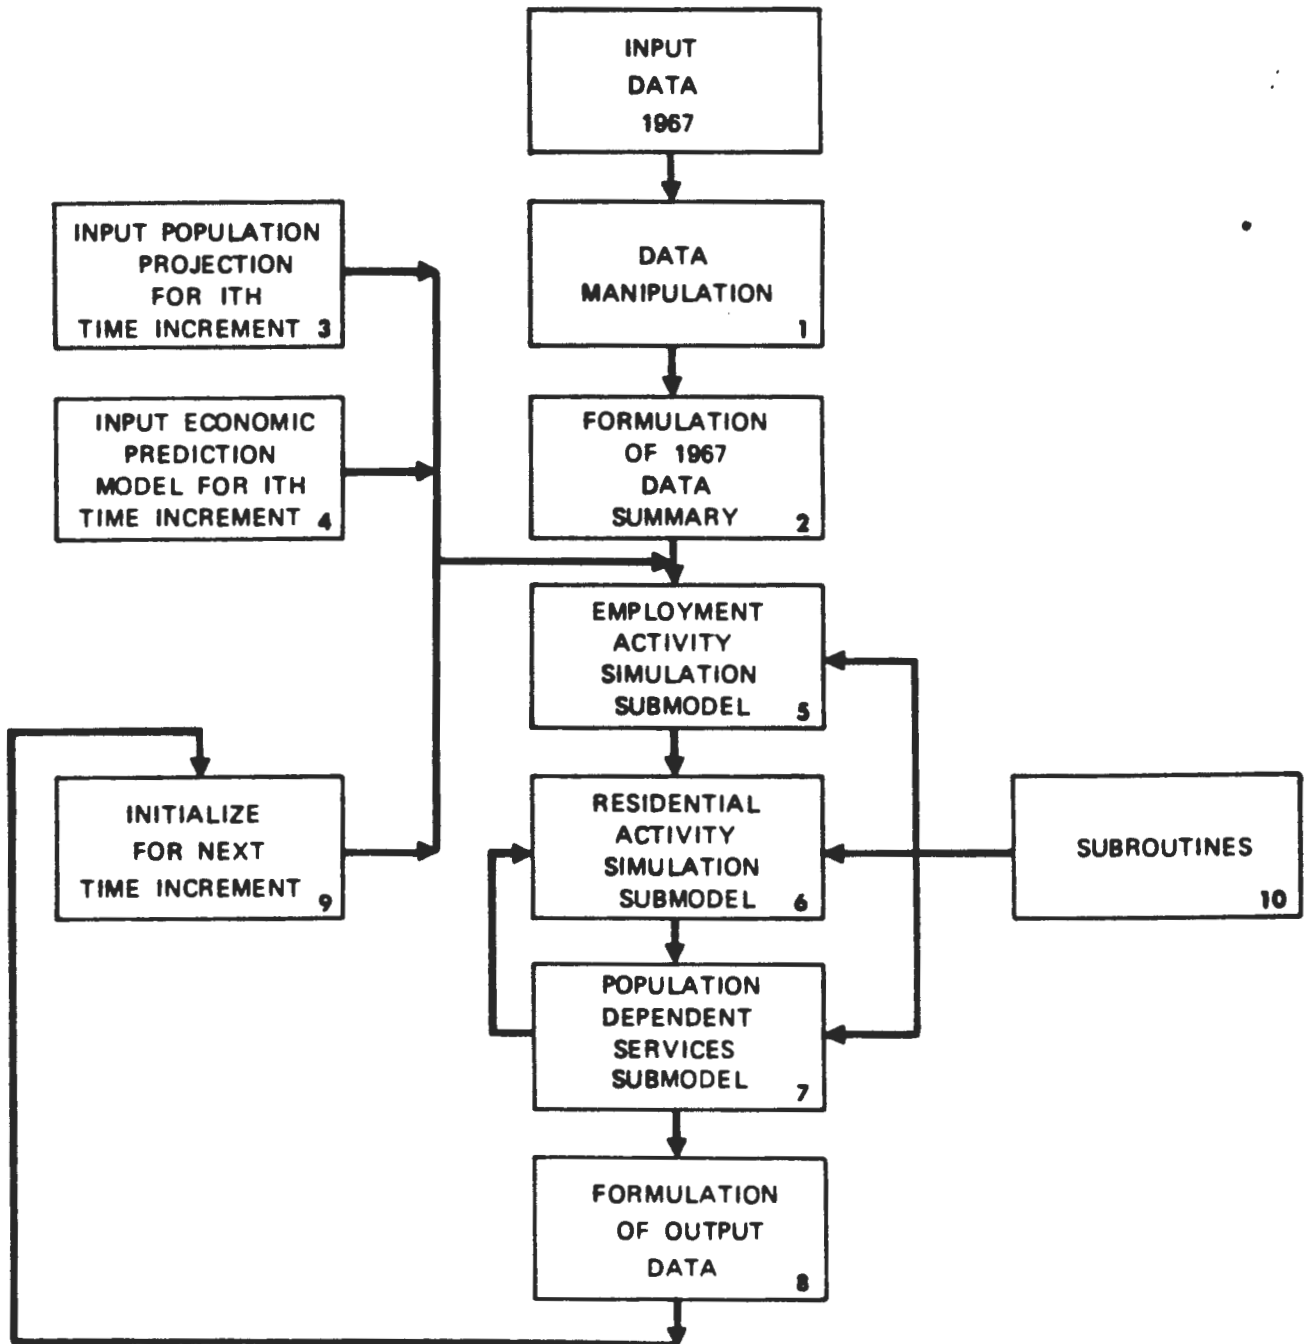 INPUT
DATA
1967
DATA
MANIPULATION
1
FORMULATION
OF 1967
DATA
SUMMARY
2
INPUT POPULATION
PROJECTION
FOR ITH
TIME INCREMENT 3
INPUT ECONOMIC
PREDICTION
MODEL FOR ITH
TIME INCREMENT 4
EMPLOYMENT
ACTIVITY
SIMULATION
SUBMODEL
5
RESIDENTIAL
ACTIVITY
SIMULATION
SUBMODEL
6
POPULATION
DEPENDENT
SERVICES
SUBMODEL
7
FORMULATION
OF OUTPUT
DATA
8
INITIALIZE
FOR NEXT
TIME INCREMENT
9
SUBROUTINES
10